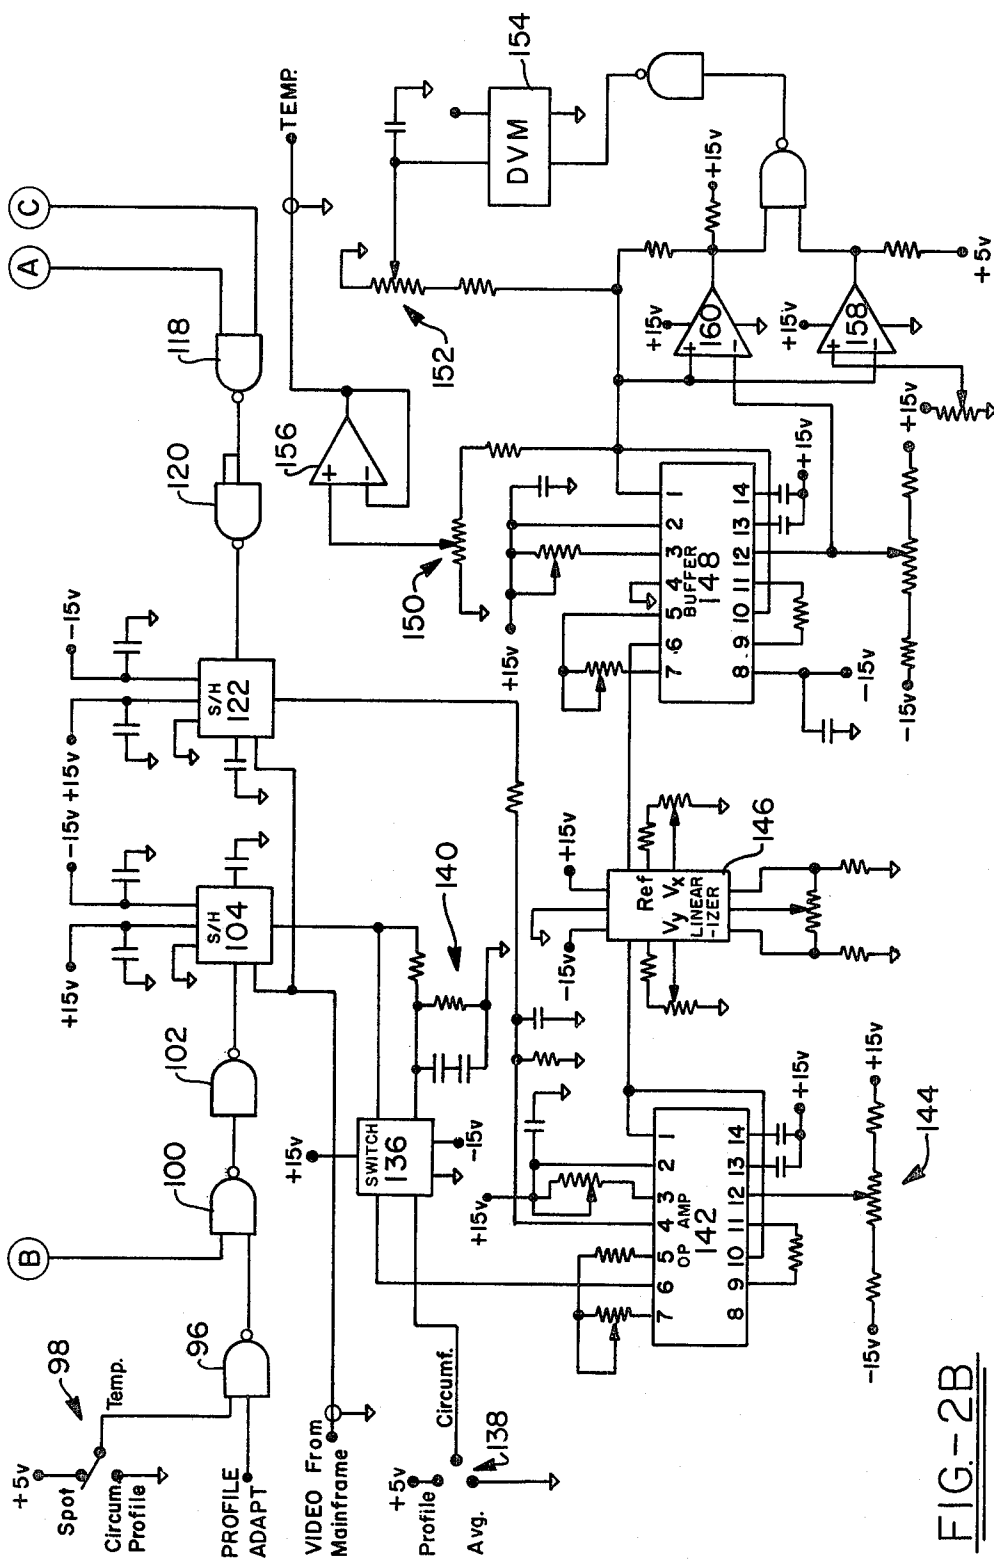 +5v
Spot
Circum.
Profile
98
Temp.
PROFILE
ADAPT
96
B
100
102
+15v
-15v
S/H
104
+15v
-15v
S/H
122
120
118
A
C
VIDEO From
Mainframe
+5v
Profile
Avg.
138
Circumf.
+15v
SWITCH
136
-15v
140
156
+
-
TEMP.
150
152
DVM
154
+15v
7 6 5 4 3 2 1
OP AMP
142
8 9 10 11 12 13 14
+15v
-15v
+15v
144
-15v
+15v
Ref
Vy Vx
LINEAR
-IZER
146
+15v
7 6 5 4 3 2 1
BUFFER
148
8 9 10 11 12 13 14
-15v
+15v
-15v
+15v
+15v
+
-
160
+15v
+15v
+
-
158
+5v
+15v
FIG.-2B